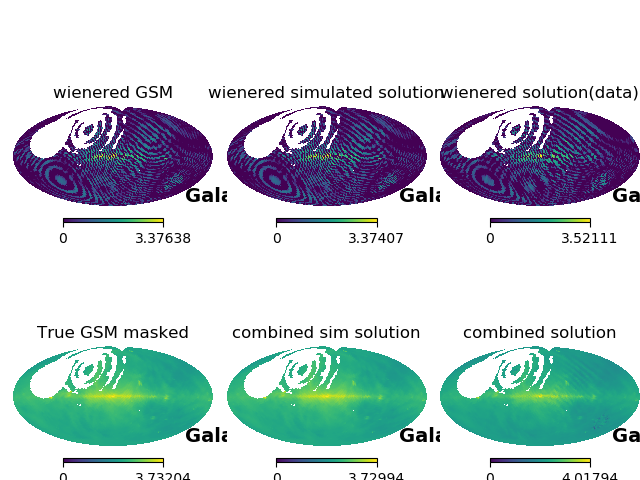 wienered GSM wienered simulated solution wienered solution(data)
Gala Gala Ga
0 3.37638 0 3.37407 0 3.52111
True GSM masked combined sim solution combined solution
Gala Gala Ga
0 3.73204 0 3.72994 0 4.01794